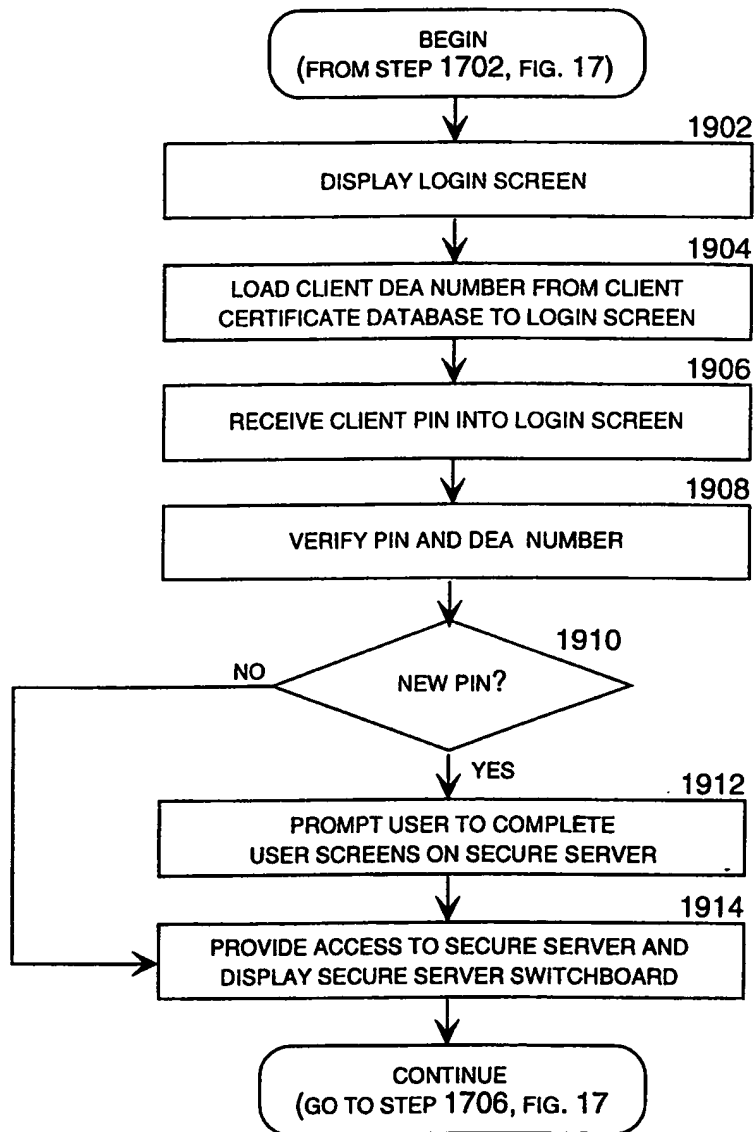 BEGIN
(FROM STEP 1702, FIG. 17)
1902
DISPLAY LOGIN SCREEN
1904
LOAD CLIENT DEA NUMBER FROM CLIENT
CERTIFICATE DATABASE TO LOGIN SCREEN
1906
RECEIVE CLIENT PIN INTO LOGIN SCREEN
1908
VERIFY PIN AND DEA NUMBER
1910
NEW PIN?
NO
YES
1912
PROMPT USER TO COMPLETE
USER SCREENS ON SECURE SERVER
1914
PROVIDE ACCESS TO SECURE SERVER AND
DISPLAY SECURE SERVER SWITCHBOARD
CONTINUE
(GO TO STEP 1706, FIG. 17